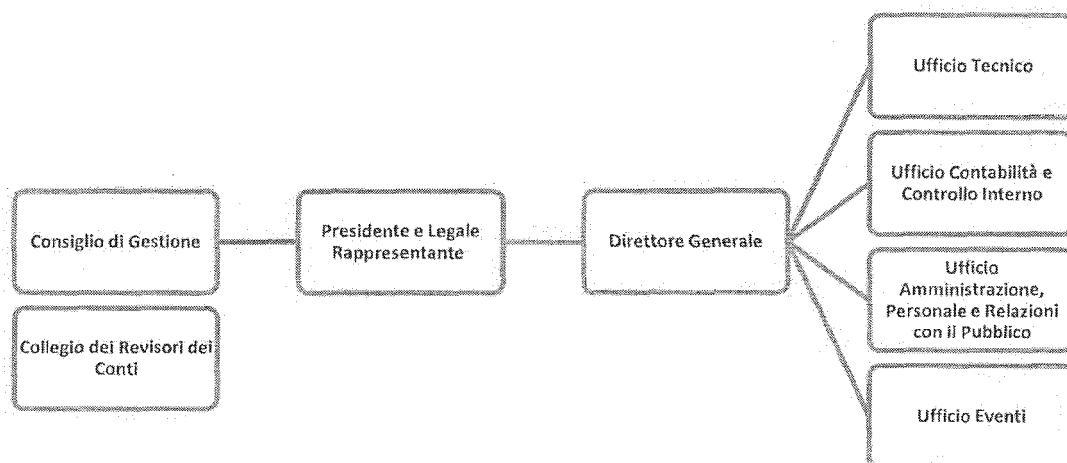 Consiglio di Gestione
Collegio dei Revisori dei
Conti
Presidente e Legale
Rappresentante
Direttore Generale
Ufficio Tecnico
Ufficio Contabilità e
Controllo Interno
Ufficio
Amministrazione,
Personale e Relazioni
con il Pubblico
Ufficio Eventi